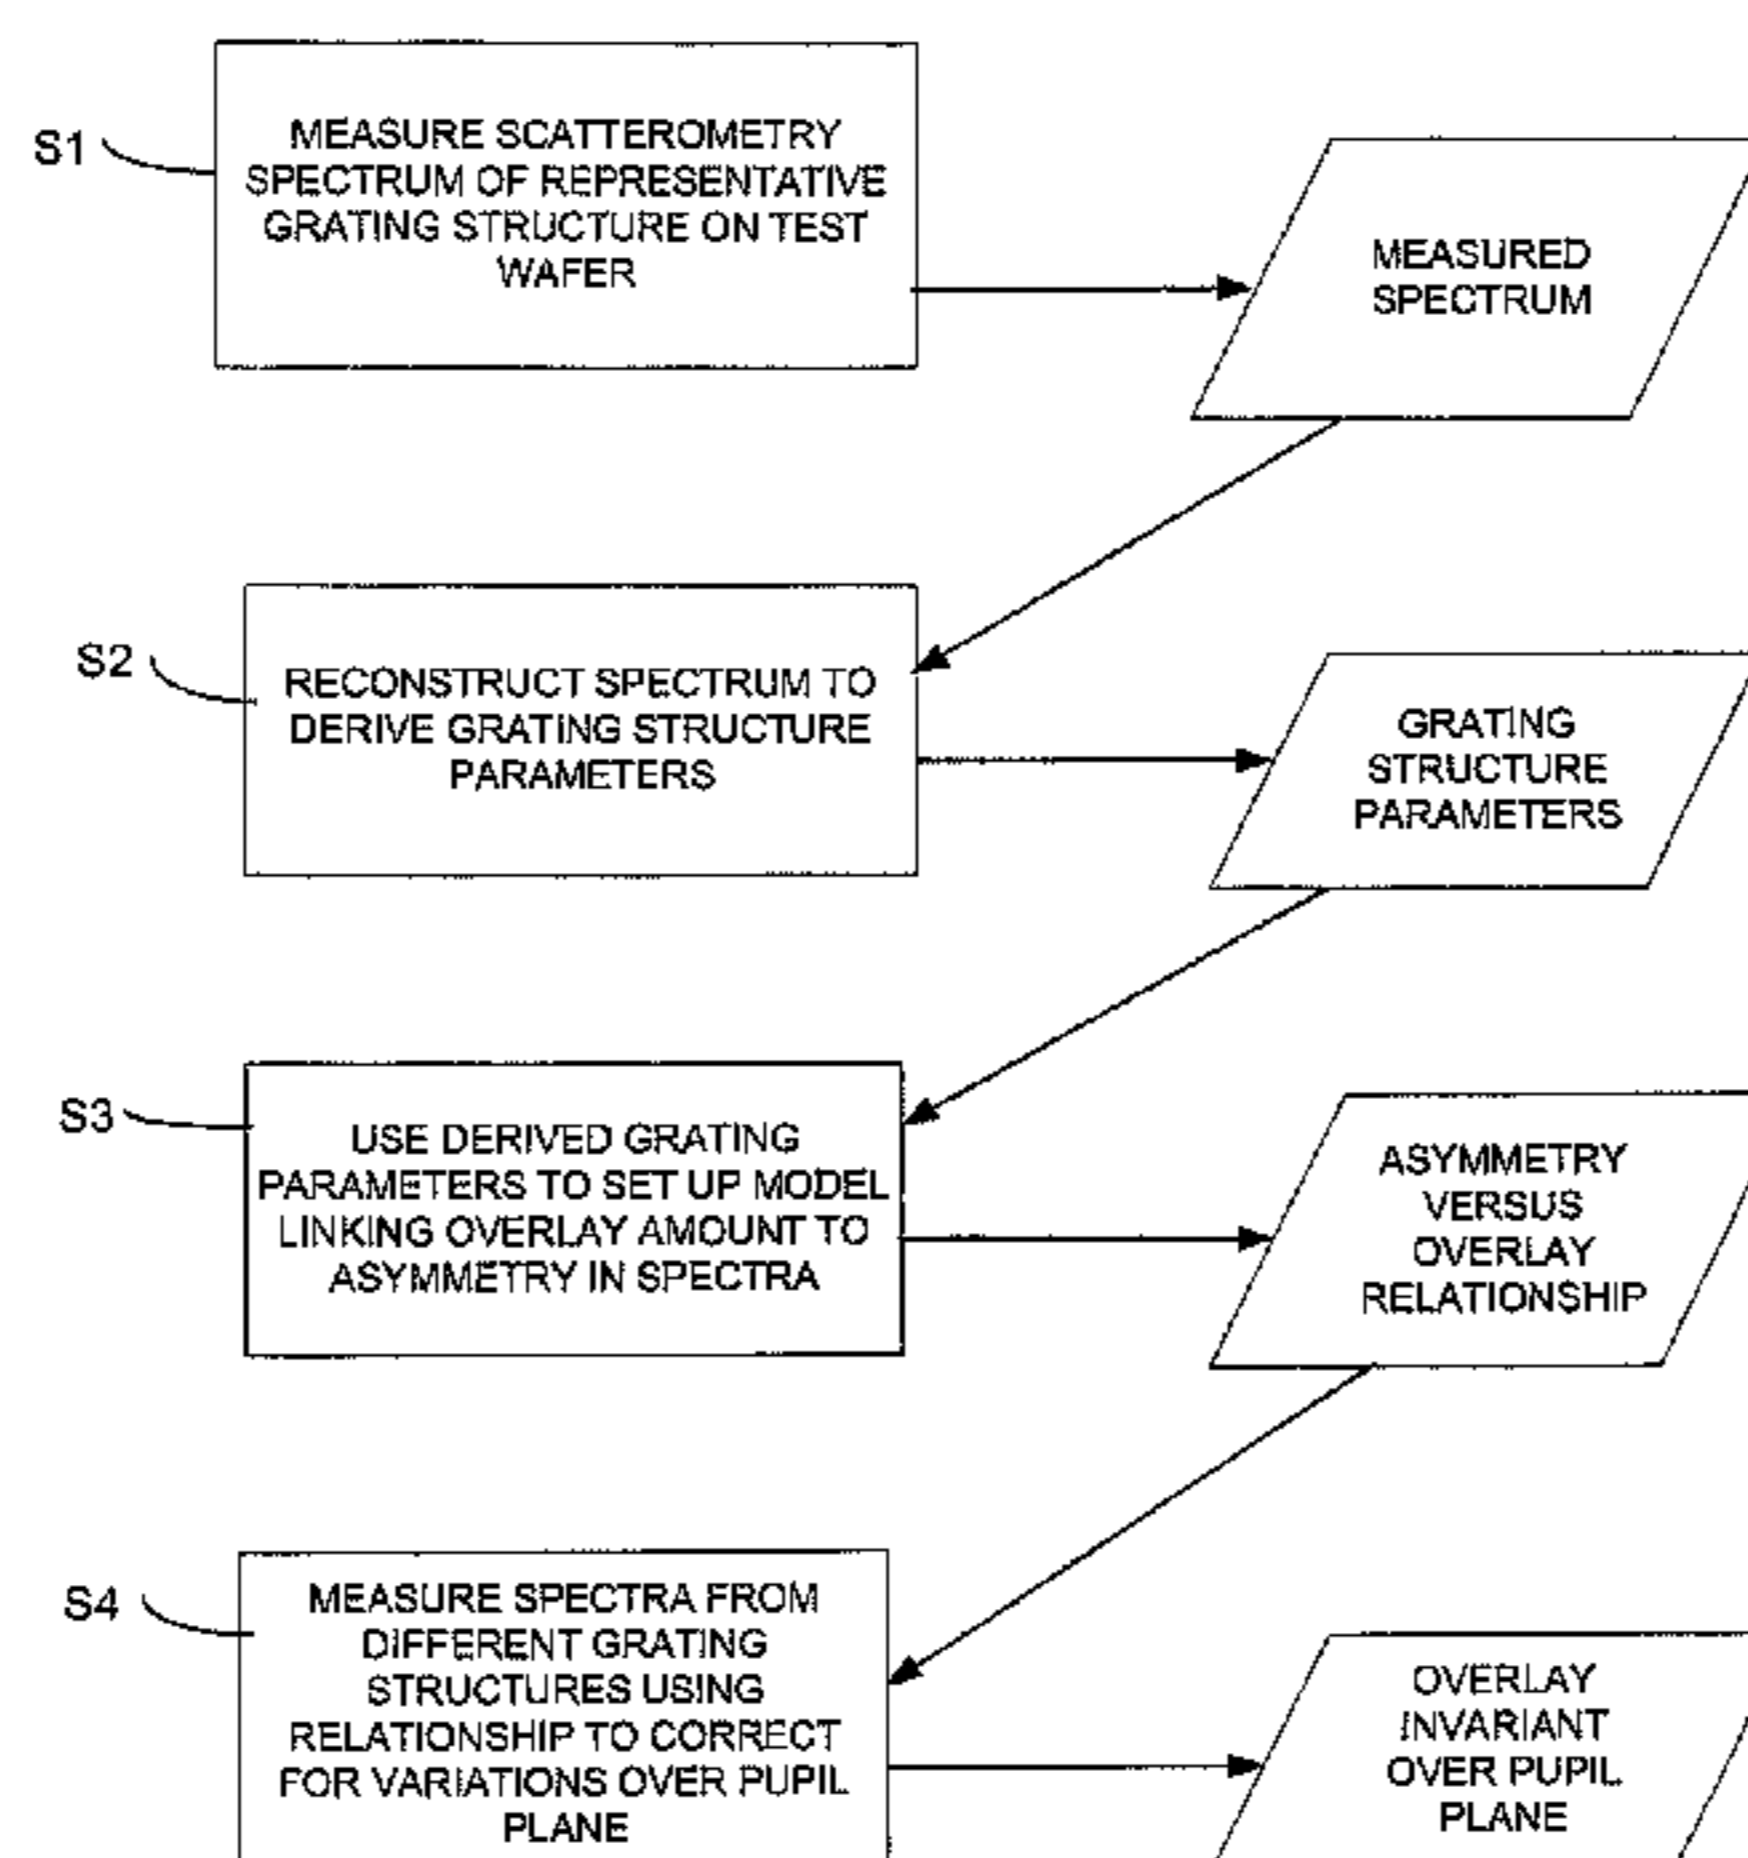 S1
MEASURE SCATTEROMETRY
SPECTRUM OF REPRESENTATIVE
GRATING STRUCTURE ON TEST
WAFER
MEASURED
SPECTRUM
S2
RECONSTRUCT SPECTRUM TO
DERIVE GRATING STRUCTURE
PARAMETERS
GRATING
STRUCTURE
PARAMETERS
S3
USE DERIVED GRATING
PARAMETERS TO SET UP MODEL
LINKING OVERLAY AMOUNT TO
ASYMMETRY IN SPECTRA
ASYMMETRY
VERSUS
OVERLAY
RELATIONSHIP
S4
MEASURE SPECTRA FROM
DIFFERENT GRATING
STRUCTURES USING
RELATIONSHIP TO CORRECT
FOR VARIATIONS OVER PUPIL
PLANE
OVERLAY
INVARIANT
OVER PUPIL
PLANE